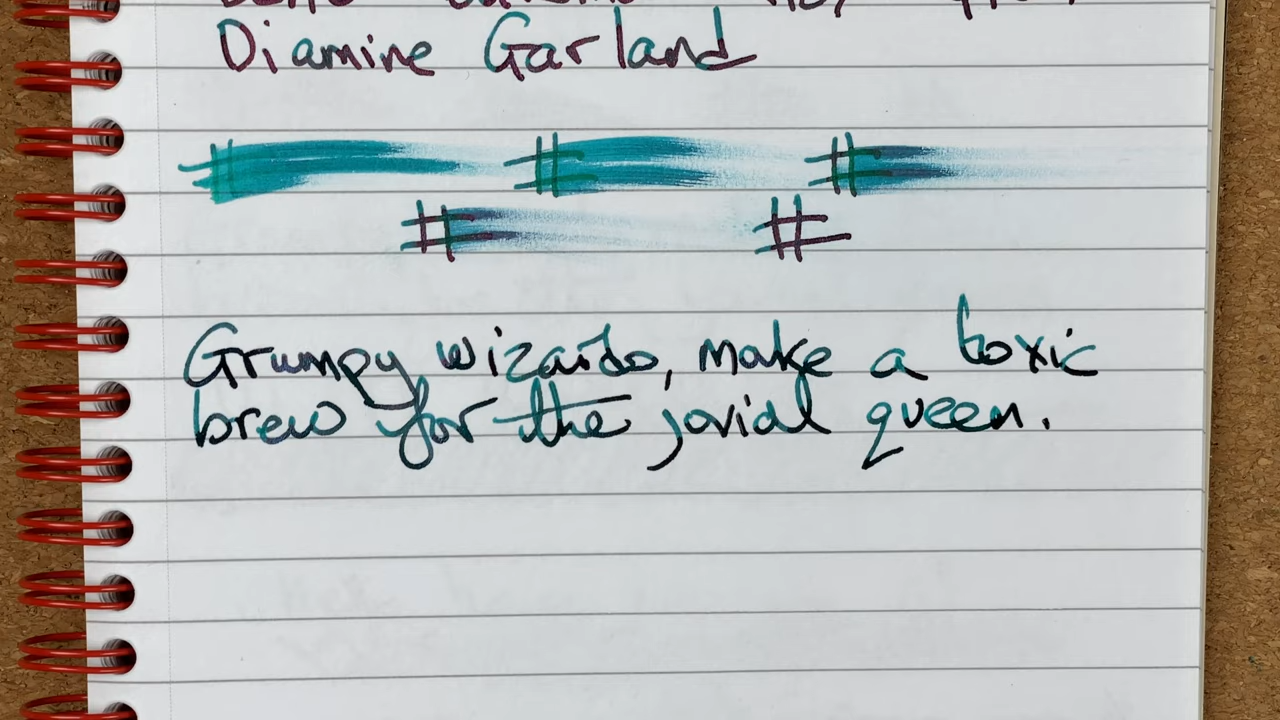 Diamine Garland
# # #
# #
Grumpy wizards, make a toxic
brew for the jovial queen.